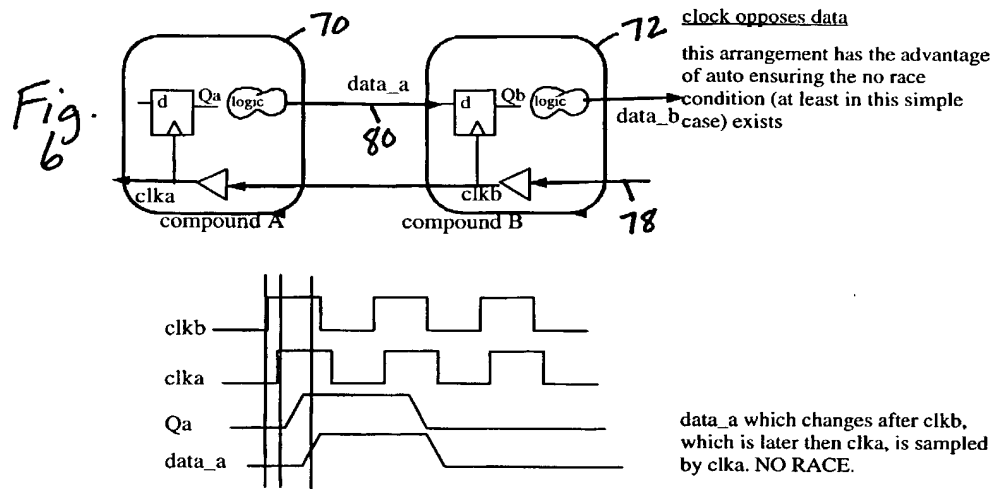 70
72
clock opposes data
this arrangement has the advantage
of auto ensuring the no race
condition (at least in this simple
case) exists
Fig.
6
d
Qa
logic
data_a
80
d
Qb
logic
data_b
clka
clkb
78
compound A
compound B
clkb
clka
Qa
data_a
data_a which changes after clkb,
which is later then clka, is sampled
by clka. NO RACE.